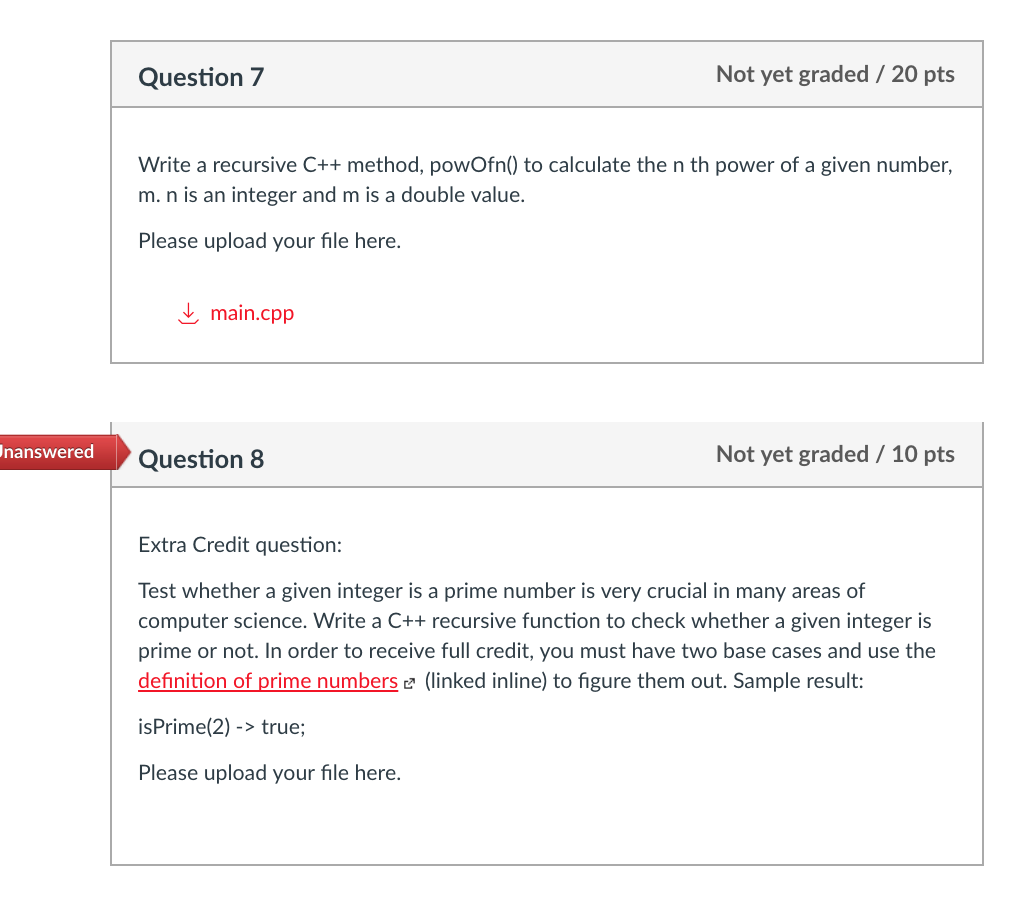 Question 7
Not yet graded / 20 pts
Write a recursive C++ method, powOfn() to calculate the n th power of a given number,
m. n is an integer and m is a double value.
Please upload your file here.
main.cpp
nanswered
Question 8
Not yet graded / 10 pts
Extra Credit question:
Test whether a given integer is a prime number is very crucial in many areas of
computer science. Write a C++ recursive function to check whether a given integer is
prime or not. In order to receive full credit, you must have two base cases and use the
definition of prime numbers (linked inline) to figure them out. Sample result:
isPrime(2) -> true;
Please upload your file here.